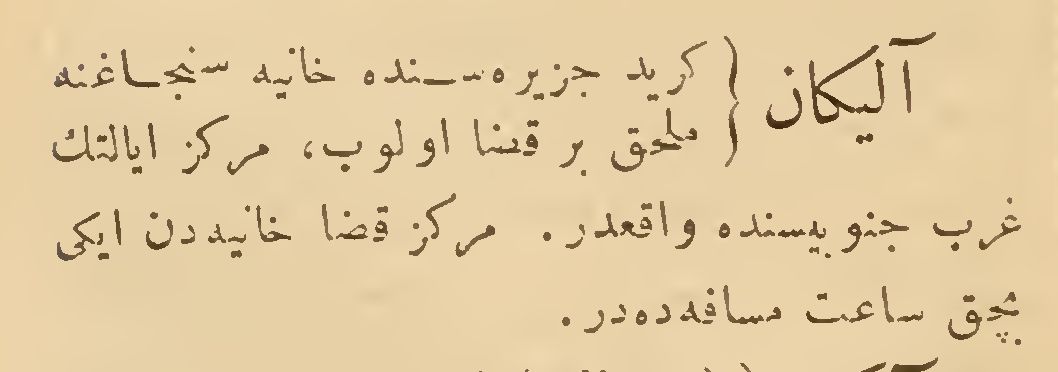 آليكان { كريد جزيره‌سنده خانيه سنجاغنه
ملحق بر قضا اولوب، مركز ايالتك
غرب جنوبيسنده واقعدر. مركز قضا خانيه‌دن ايكى
بچق ساعت مسافه‌ده‌در.